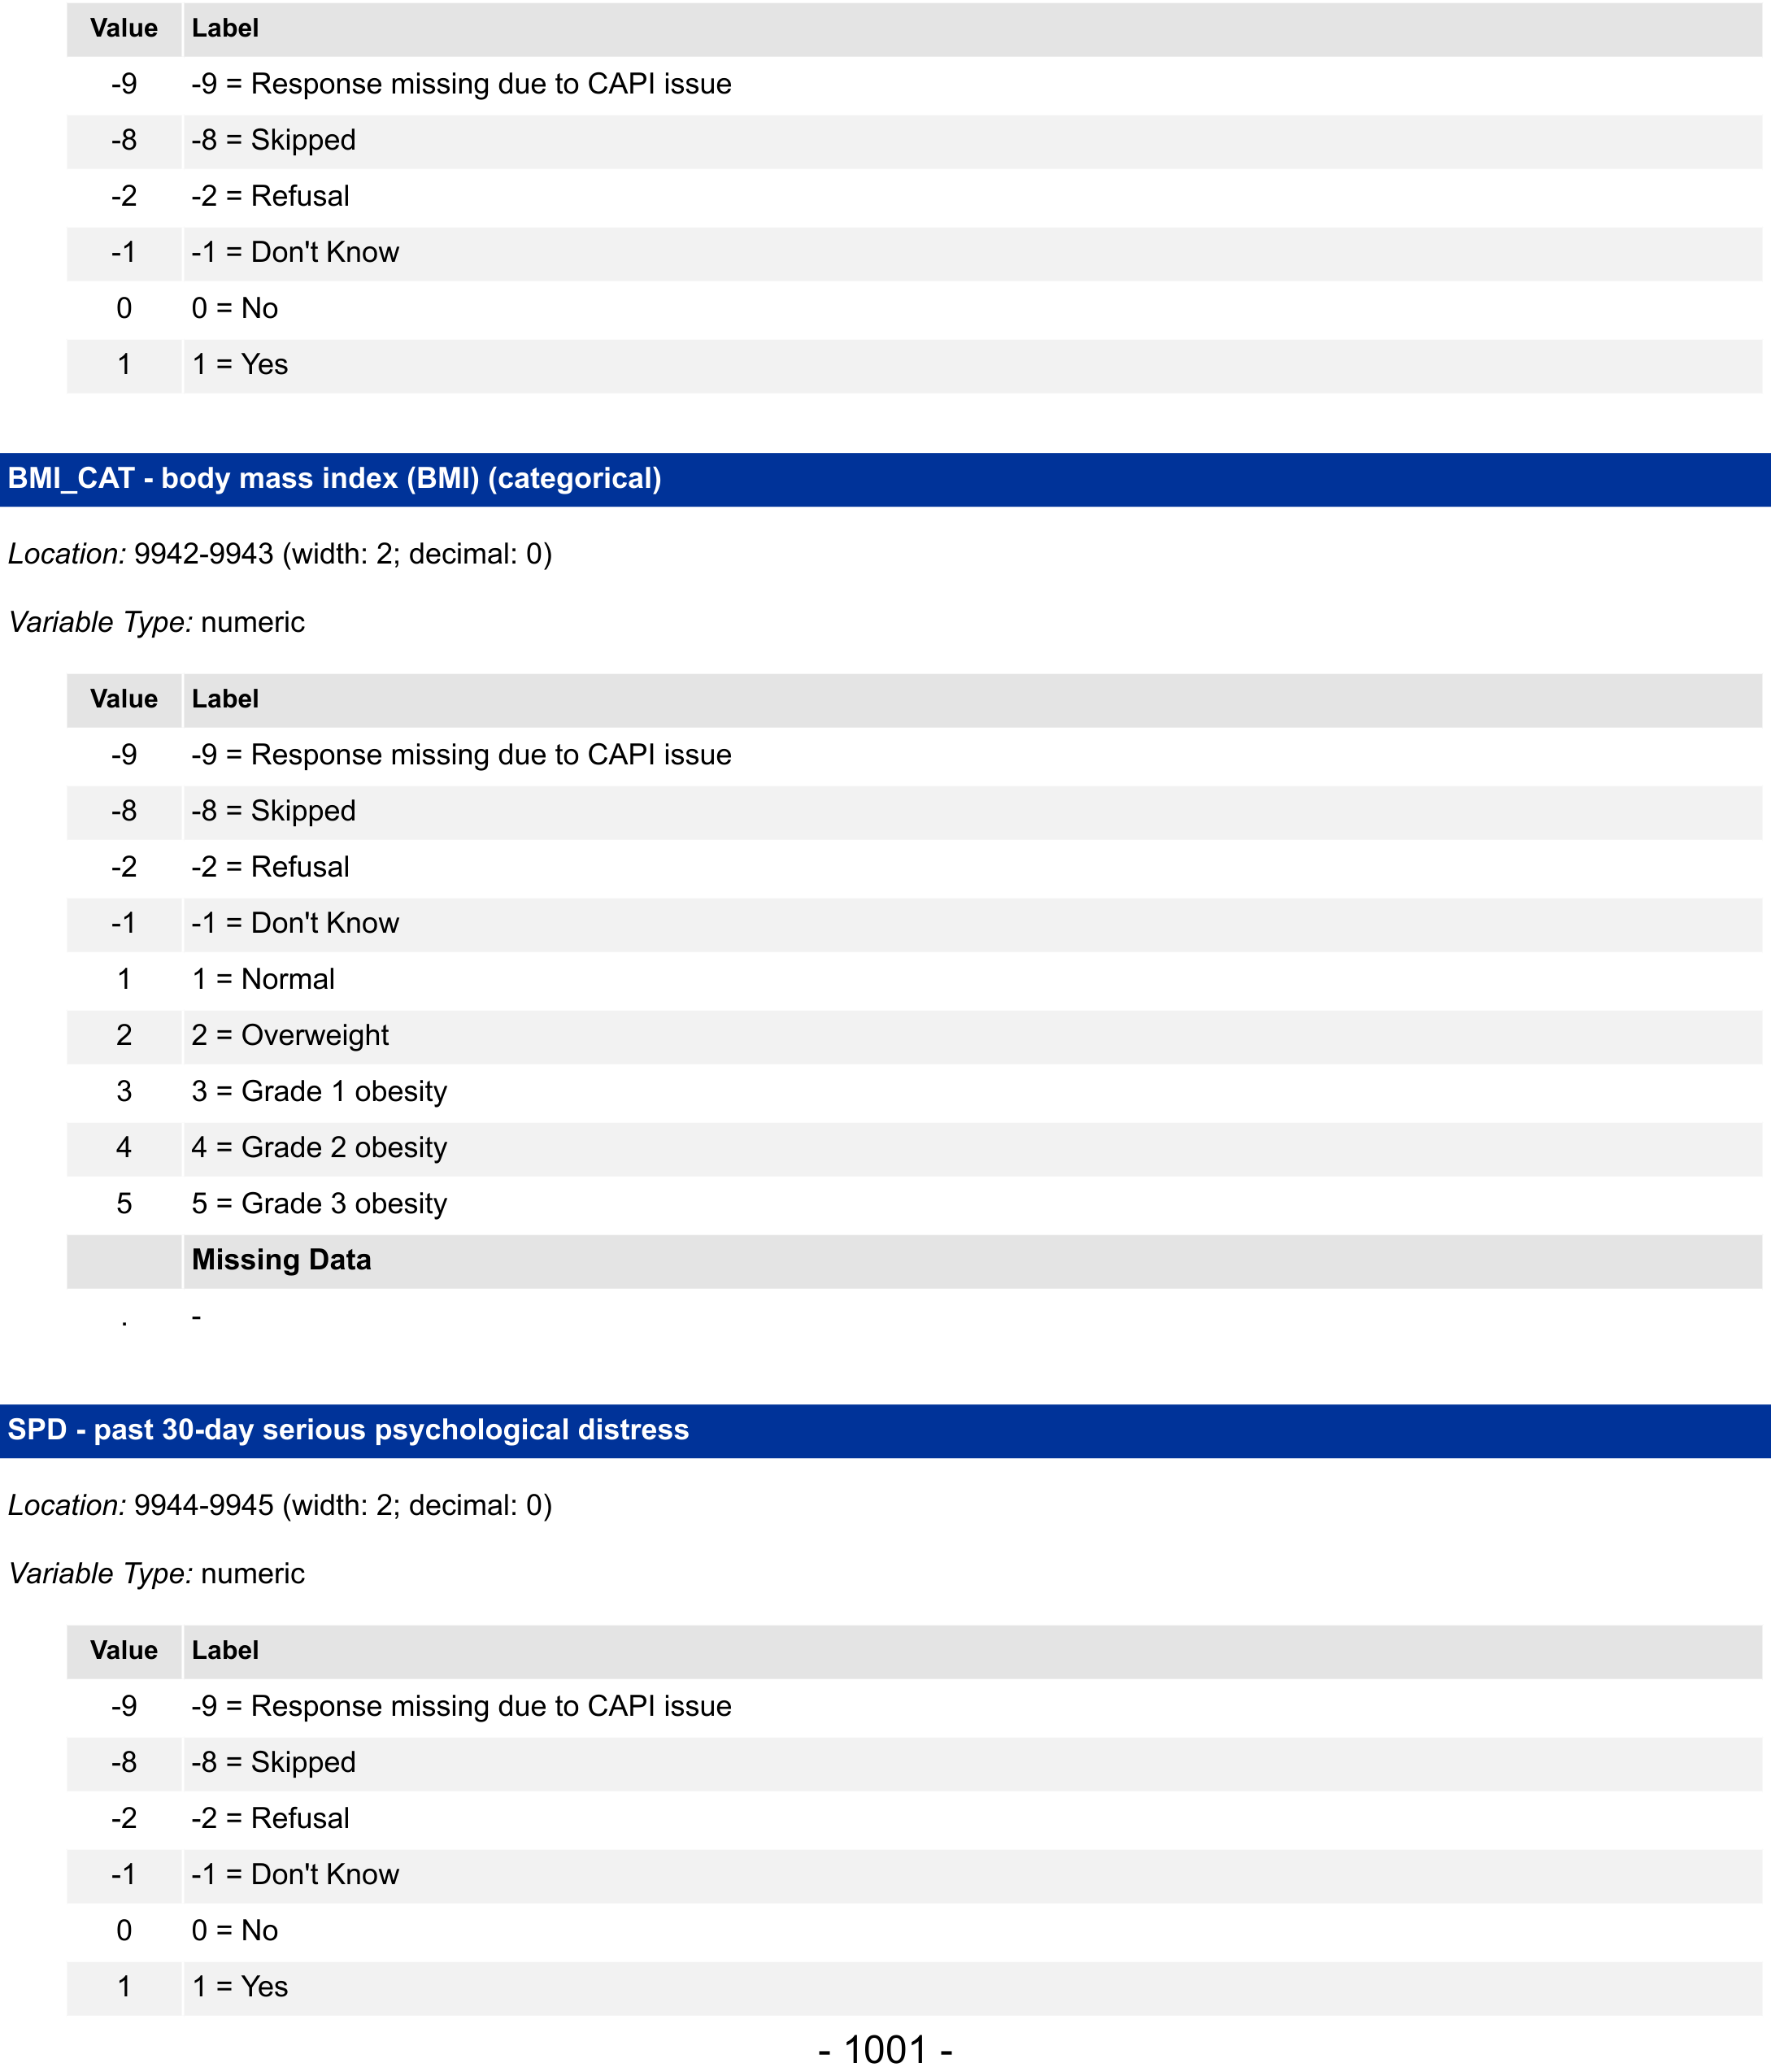 Value Label
-9 -9 = Response missing due to CAPI issue
-8 -8 = Skipped
-2 -2 = Refusal
-1 -1 = Don't Know
0 0 = No
1 1 = Yes
BMI_CAT - body mass index (BMI) (categorical)
Location: 9942-9943 (width: 2; decimal: 0)
Variable Type: numeric
Value Label
-9 -9 = Response missing due to CAPI issue
-8 -8 = Skipped
-2 -2 = Refusal
-1 -1 = Don't Know
1 1 = Normal
2 2 = Overweight
3 3 = Grade 1 obesity
4 4 = Grade 2 obesity
5 5 = Grade 3 obesity
Missing Data
. -
SPD - past 30-day serious psychological distress
Location: 9944-9945 (width: 2; decimal: 0)
Variable Type: numeric
Value Label
-9 -9 = Response missing due to CAPI issue
-8 -8 = Skipped
-2 -2 = Refusal
-1 -1 = Don't Know
0 0 = No
1 1 = Yes
- 1001 -